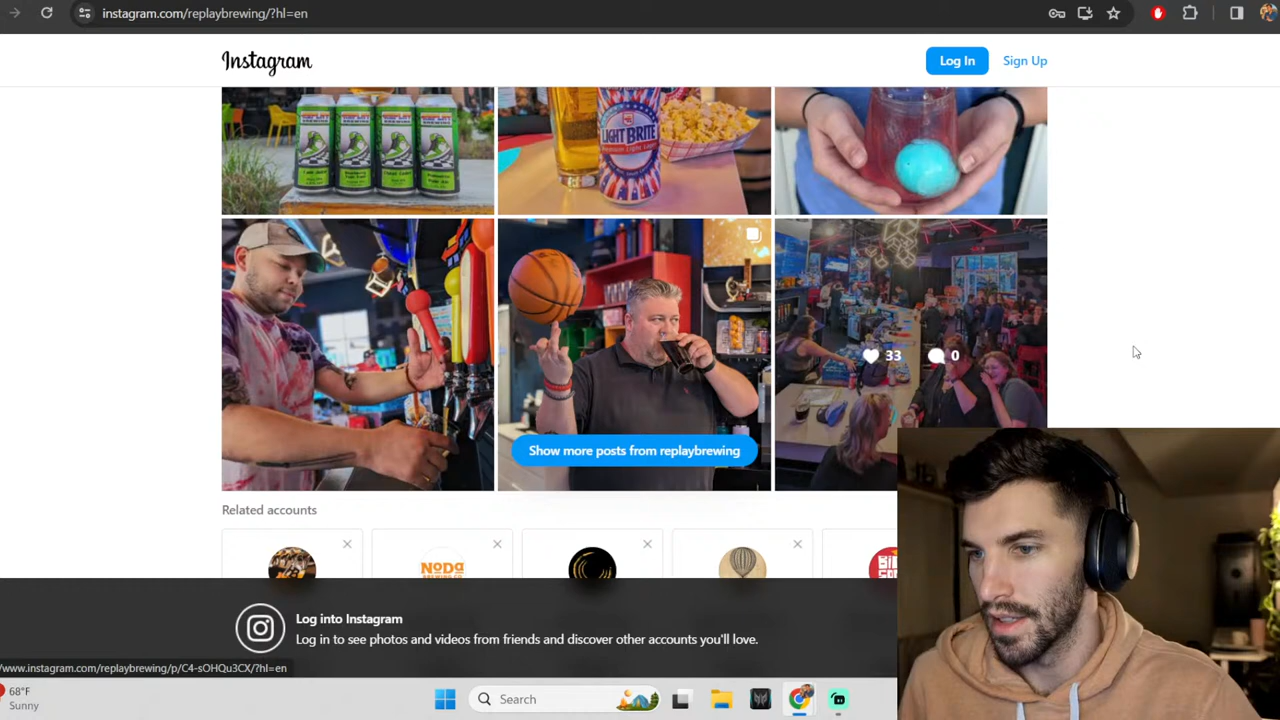 instagram.com/replaybrewing/?hl=en
Instagram
Log In
Sign Up
LIGHT BRITE
33
0
Show more posts from replaybrewing
Related accounts
NODA
Log into Instagram
Log in to see photos and videos from friends and discover other accounts you'll love.
/www.instagram.com/replaybrewing/p/C4-sOHQu3CX/?hl=en
68°F
Sunny
Search